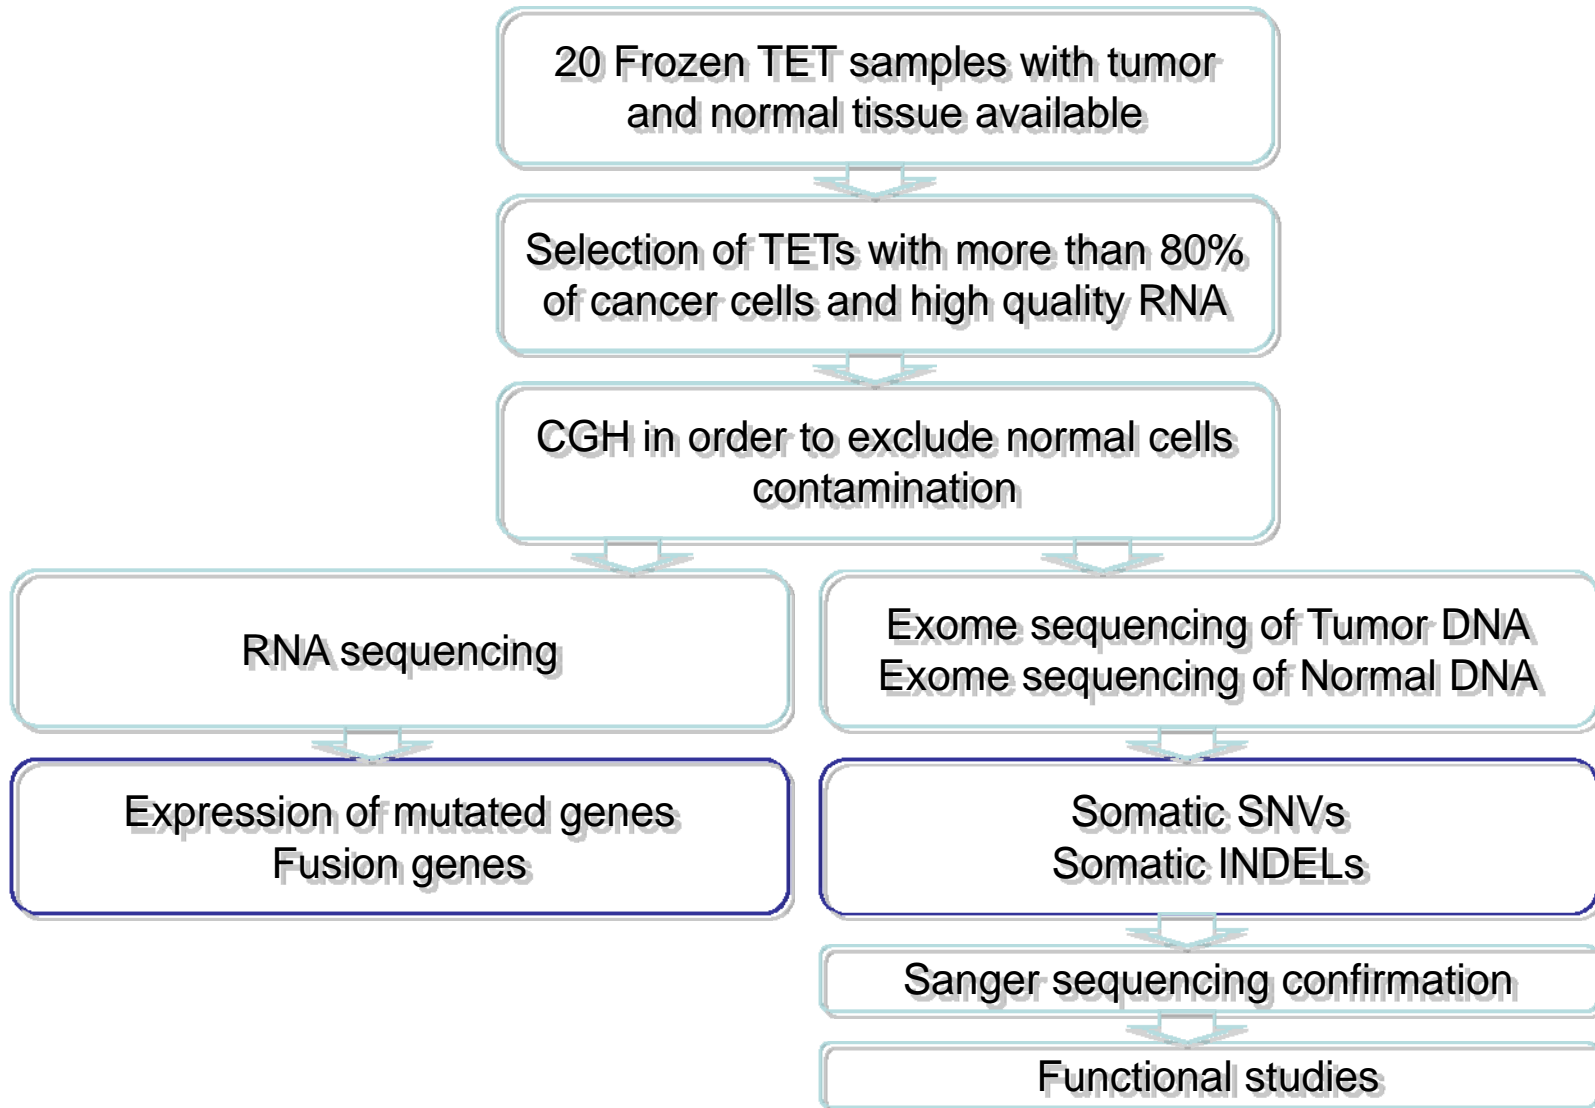 20 Frozen TET samples with tumor
and normal tissue available
Selection of TETs with more than 80%
of cancer cells and high quality RNA
CGH in order to exclude normal cells
contamination
RNA sequencing
Exome sequencing of Tumor DNA
Exome sequencing of Normal DNA
Expression of mutated genes
Fusion genes
Somatic SNVs
Somatic INDELs
Sanger sequencing confirmation
Functional studies